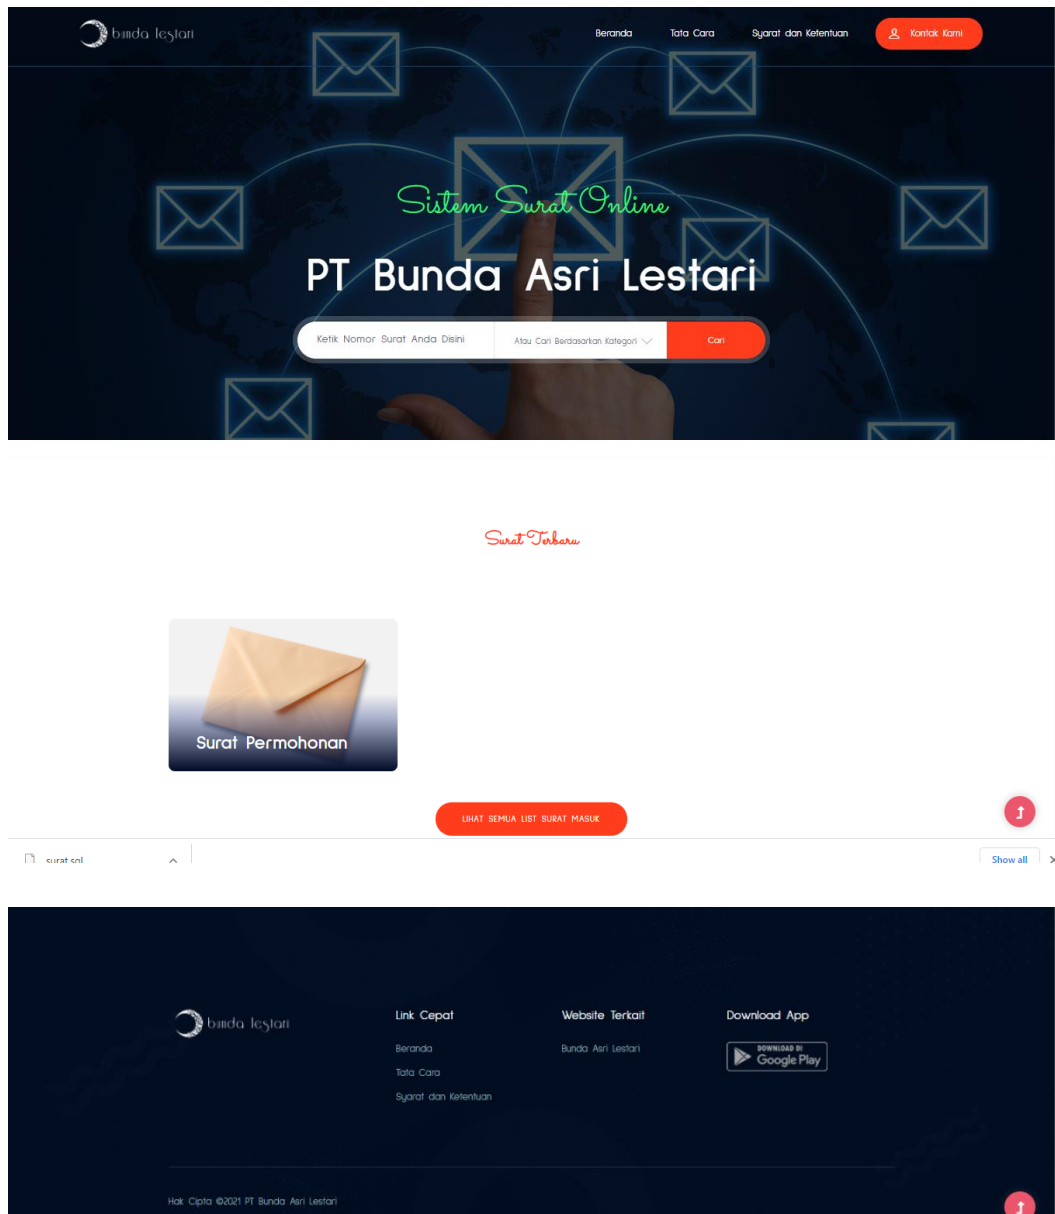 bunda lestari
Beranda
Tata Cara
Syarat dan Ketentuan
Kontak Kami
Sistem Surat Online
PT Bunda Asri Lestari
Ketik Nomor Surat Anda Disini
Atau Cari Berdasarkan Kategori
Cari
Surat Terbaru
Surat Permohonan
LIHAT SEMUA LIST SURAT MASUK
surat.sql
Show all
bunda lestari
Link Cepat
Website Terkait
Download App
Beranda
Bunda Asri Lestari
DOWNLOAD DI
Google Play
Tata Cara
Syarat dan Ketentuan
Hak Cipta ©2021 PT Bunda Asri Lestari